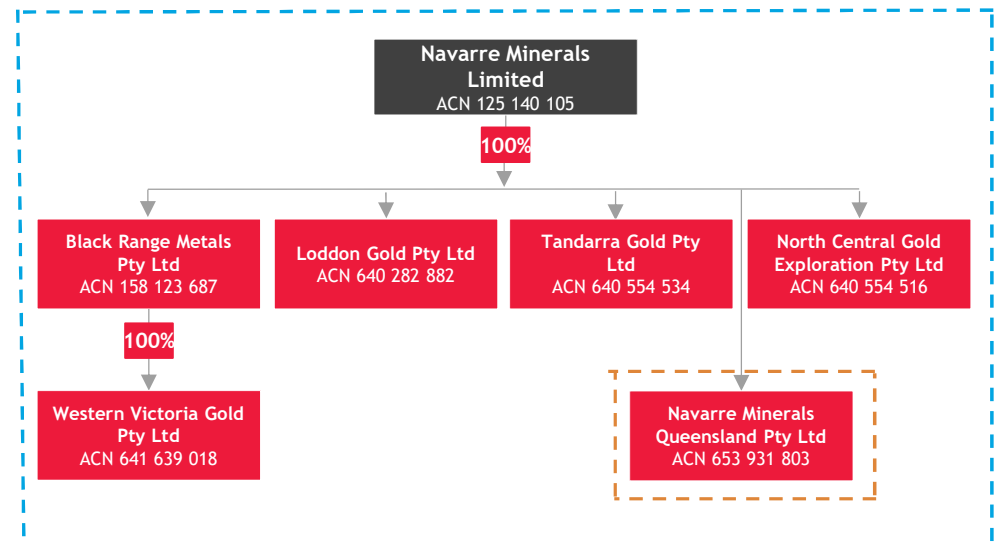 Navarre Minerals
Limited
ACN 125 140 105
100%
Black Range Metals
Pty Ltd
ACN 158 123 687
Loddon Gold Pty Ltd
ACN 640 282 882
Tandarra Gold Pty
Ltd
ACN 640 554 534
North Central Gold
Exploration Pty Ltd
ACN 640 554 516
100%
Western Victoria Gold
Pty Ltd
ACN 641 639 018
Navarre Minerals
Queensland Pty Ltd
ACN 653 931 803